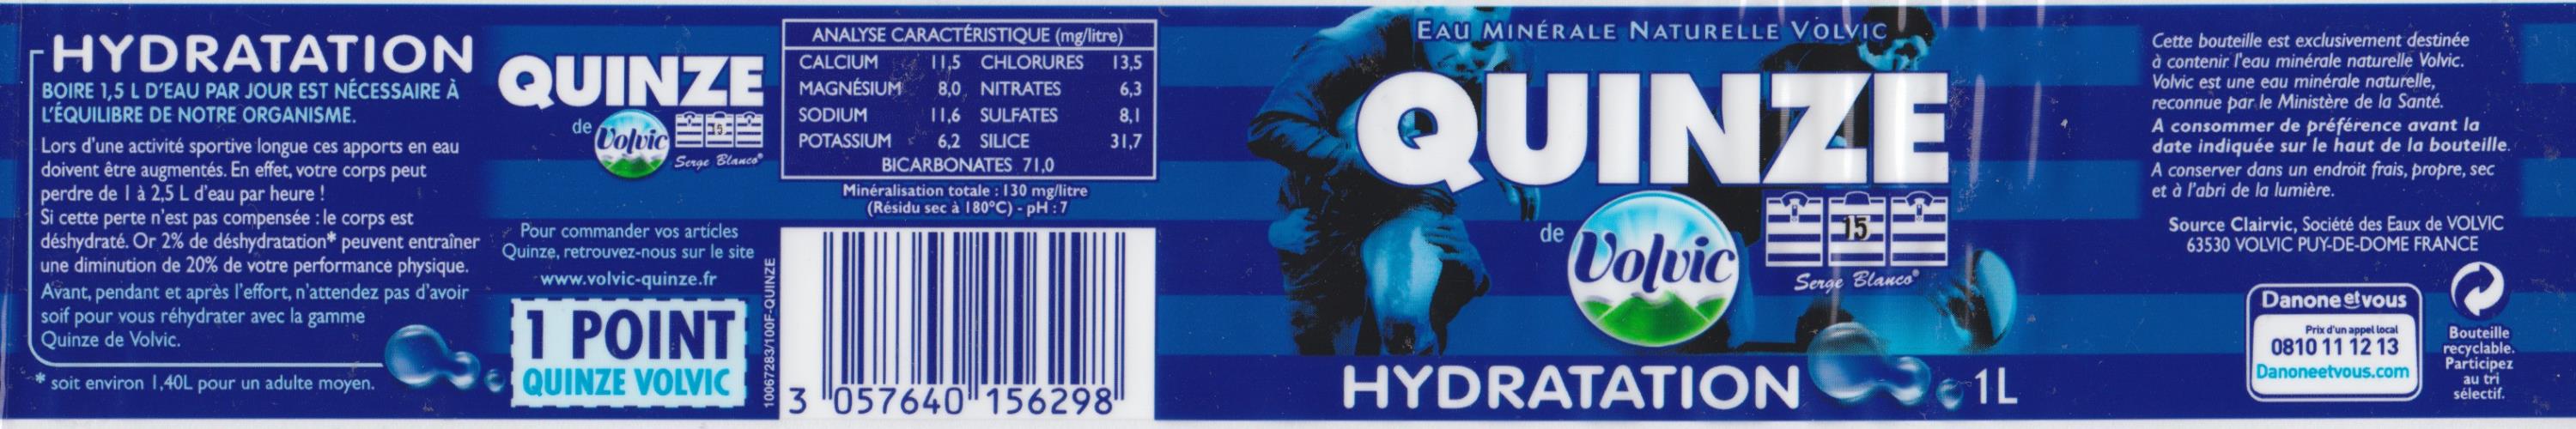 HYDRATATION
BOIRE 1,5 L D'EAU PAR JOUR EST NÉCESSAIRE À
L'ÉQUILIBRE DE NOTRE ORGANISME.
Lors d'une activité sportive longue ces apports en eau
doivent être augmentés. En effet, votre corps peut
perdre de 1 à 2,5 L d'eau par heure !
Si cette perte n'est pas compensée : le corps est
déshydraté. Or 2% de déshydratation* peuvent entraîner
une diminution de 20% de votre performance physique.
Avant, pendant et après l'effort, n'attendez pas d'avoir
soif pour vous réhydrater avec la gamme
Quinze de Volvic.
* soit environ 1,40L pour un adulte moyen.
QUINZE
de Volvic 15
Serge Blanco®
Pour commander vos articles
Quinze, retrouvez-nous sur le site
www.volvic-quinze.fr
1 POINT
QUINZE VOLVIC
10067283/100F-QUINZE
ANALYSE CARACTÉRISTIQUE (mg/litre)
CALCIUM 11,5 CHLORURES 13,5
MAGNÉSIUM 8,0 NITRATES 6,3
SODIUM 11,6 SULFATES 8,1
POTASSIUM 6,2 SILICE 31,7
BICARBONATES 71,0
Minéralisation totale : 130 mg/litre
(Résidu sec à 180°C) - pH : 7
3 057640 156298
EAU MINÉRALE NATURELLE VOLVIC
QUINZE
de Volvic 15
Serge Blanco®
HYDRATATION 1L
Cette bouteille est exclusivement destinée
à contenir l'eau minérale naturelle Volvic.
Volvic est une eau minérale naturelle,
reconnue par le Ministère de la Santé.
A consommer de préférence avant la
date indiquée sur le haut de la bouteille.
A conserver dans un endroit frais, propre, sec
et à l'abri de la lumière.
Source Clairvic, Société des Eaux de VOLVIC
63530 VOLVIC PUY-DE-DOME FRANCE
Danone et vous
Prix d'un appel local
0810 11 12 13
Danoneetvous.com
Bouteille
recyclable.
Participez
au tri
sélectif.